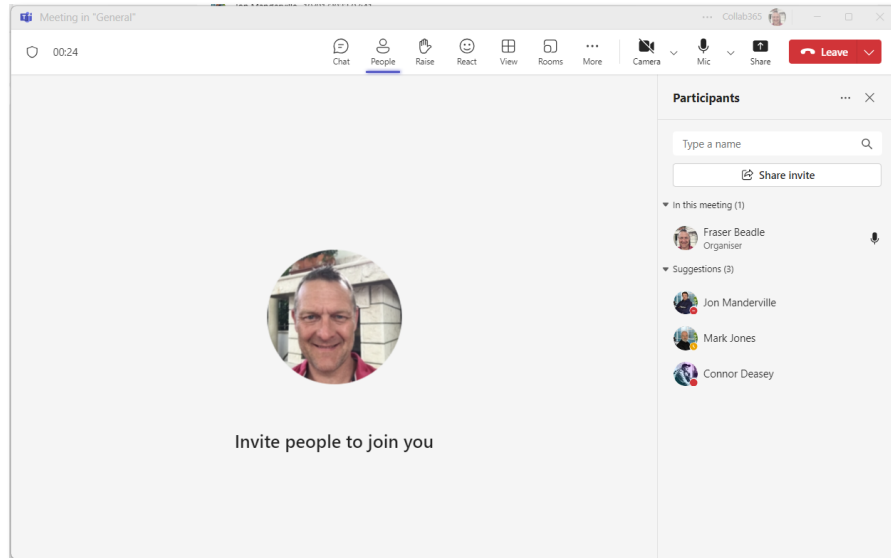 Meeting in "General"
Collab365
00:24
Chat
People
Raise
React
View
Rooms
More
Camera
Mic
Share
Leave
Participants
Type a name
Share invite
In this meeting (1)
Fraser Beadle
Organiser
Suggestions (3)
Jon Manderville
Mark Jones
Connor Deasey
Invite people to join you